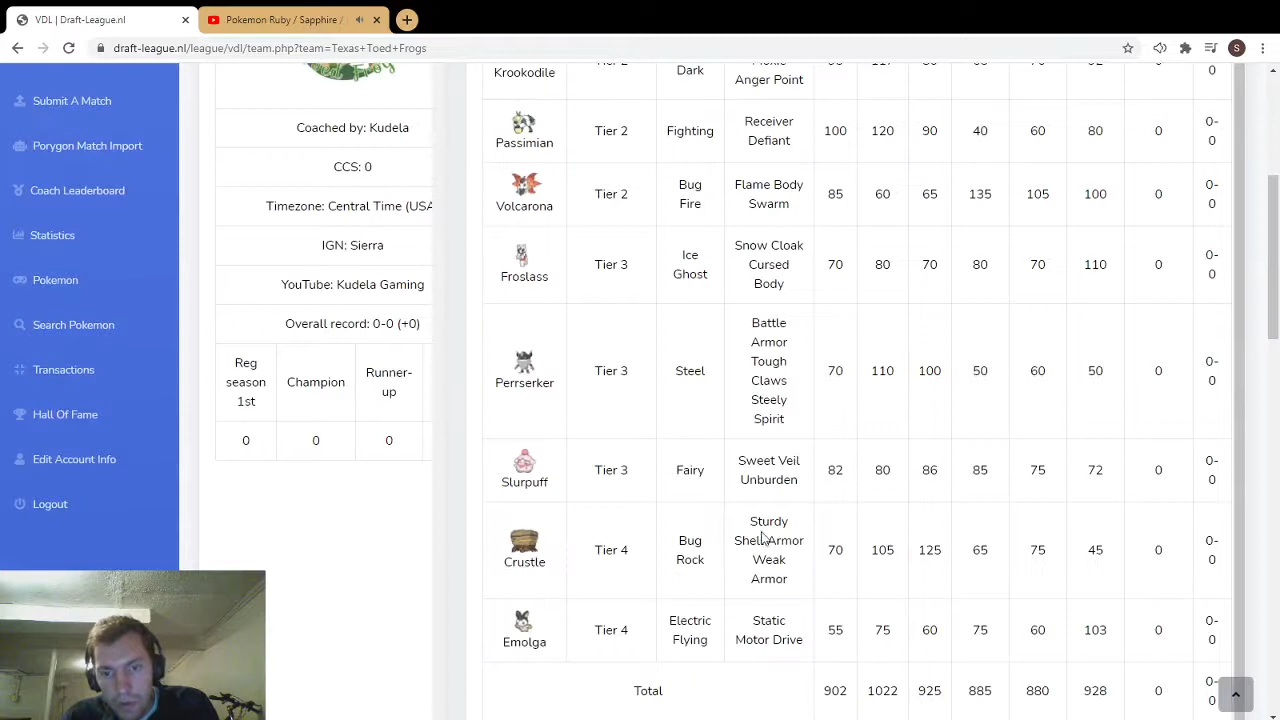 VDL | Draft-League.nl
Pokemon Ruby / Sapphire /
draft-league.nl/league/vdl/team.php?team=Texas+Toed+Frogs
S
Submit A Match
Porygon Match Import
Coach Leaderboard
Statistics
Pokemon
Search Pokemon
Transactions
Hall Of Fame
Edit Account Info
Logout
Coached by: Kudela
CCS: 0
Timezone: Central Time (USA
IGN: Sierra
YouTube: Kudela Gaming
Overall record: 0-0 (+0)
Reg season 1st Champion Runner-up
0 0 0
Krookodile Dark Anger Point 0
Passimian Tier 2 Fighting Receiver Defiant 100 120 90 40 60 80 0 0-0
Volcarona Tier 2 Bug Fire Flame Body Swarm 85 60 65 135 105 100 0 0-0
Froslass Tier 3 Ice Ghost Snow Cloak Cursed Body 70 80 70 80 70 110 0 0-0
Perrserker Tier 3 Steel Battle Armor Tough Claws Steely Spirit 70 110 100 50 60 50 0 0-0
Slurpuff Tier 3 Fairy Sweet Veil Unburden 82 80 86 85 75 72 0 0-0
Crustle Tier 4 Bug Rock Sturdy Shell Armor Weak Armor 70 105 125 65 75 45 0 0-0
Emolga Tier 4 Electric Flying Static Motor Drive 55 75 60 75 60 103 0 0-0
Total 902 1022 925 885 880 928 0 0-0